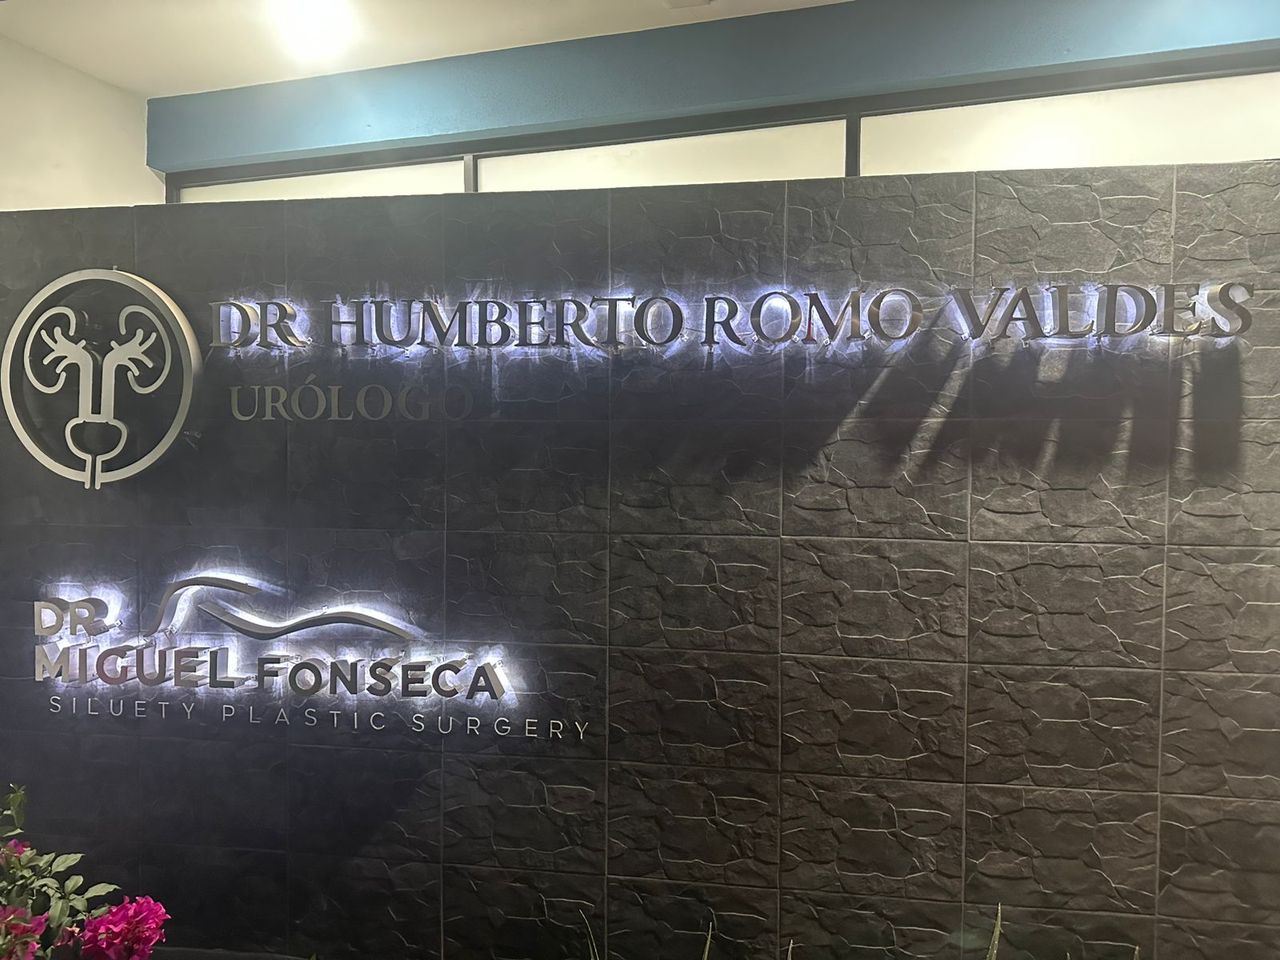 DR. HUMBERTO ROMO VALDES
URÓLOGO
DR.
MIGUEL FONSECA
SILUETY PLASTIC SURGERY